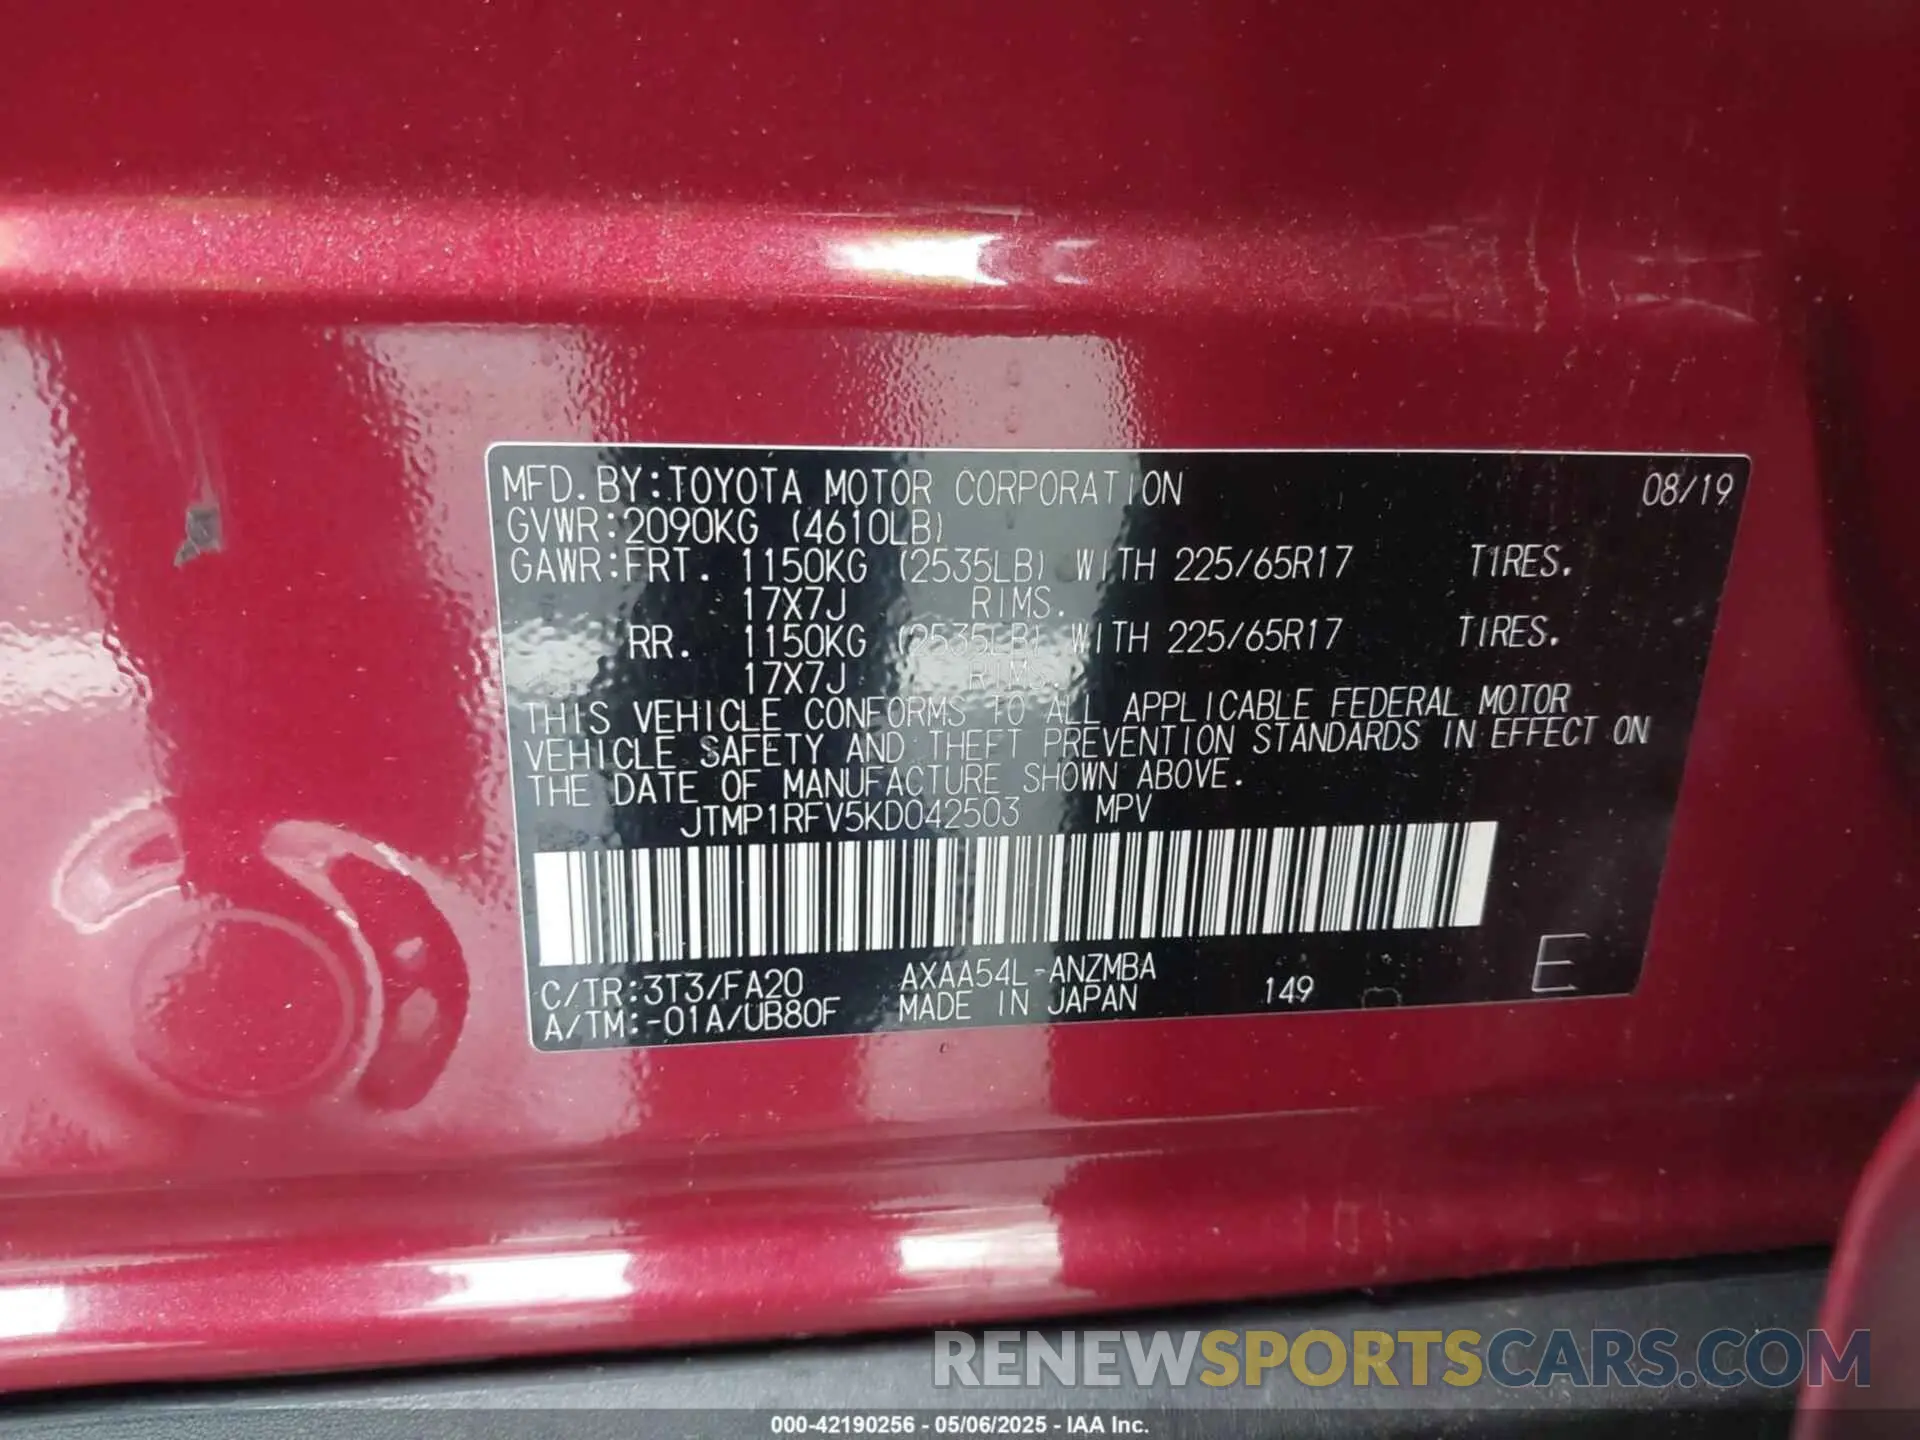 MFD. BY: TOYOTA MOTOR CORPORATION 08/19
GVWR: 2090KG (4610LB)
GAWR: FRT. 1150KG (2535LB) WITH 225/65R17 TIRES.
17X7J RIMS.
RR. 1150KG (2535LB) WITH 225/65R17 TIRES.
17X7J RIMS.
THIS VEHICLE CONFORMS TO ALL APPLICABLE FEDERAL MOTOR
VEHICLE SAFETY AND THEFT PREVENTION STANDARDS IN EFFECT ON
THE DATE OF MANUFACTURE SHOWN ABOVE.
JTMP1RFV5KD042503 MPV
E
C/TR: 3T3/FA20 AXAA54L-ANZMBA
A/TM: -01A/UB80F MADE IN JAPAN 149
RENEWSPORTSCARS.COM
000-42190256 - 05/06/2025 - IAA Inc.